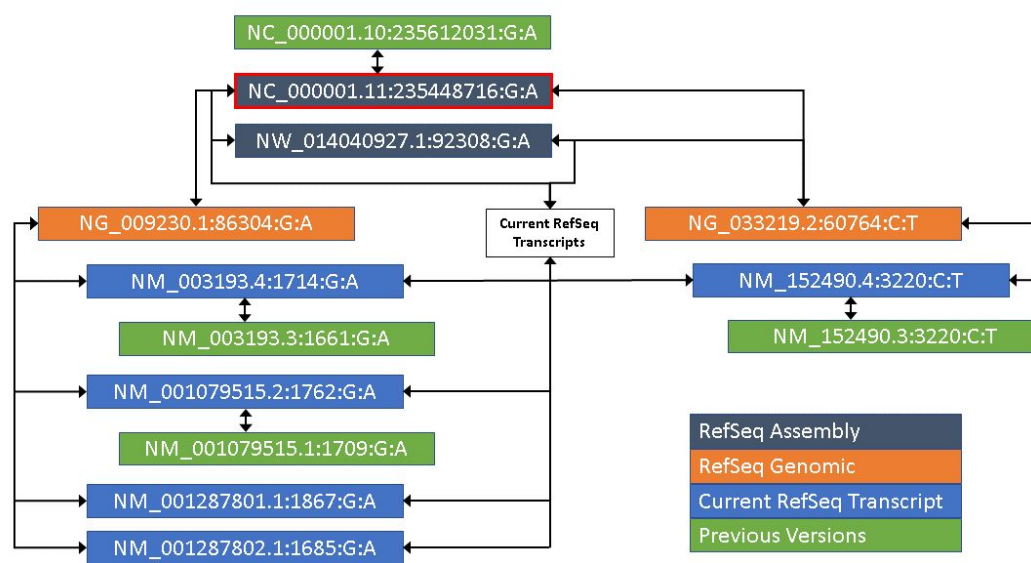 NC_000001.10:235612031:G:A
NC_000001.11:235448716:G:A
NW_014040927.1:92308:G:A
NG_009230.1:86304:G:A
Current RefSeq
Transcripts
NG_033219.2:60764:C:T
NM_003193.4:1714:G:A
NM_152490.4:3220:C:T
NM_003193.3:1661:G:A
NM_152490.3:3220:C:T
NM_001079515.2:1762:G:A
NM_001079515.1:1709:G:A
NM_001287801.1:1867:G:A
NM_001287802.1:1685:G:A
RefSeq Assembly
RefSeq Genomic
Current RefSeq Transcript
Previous Versions